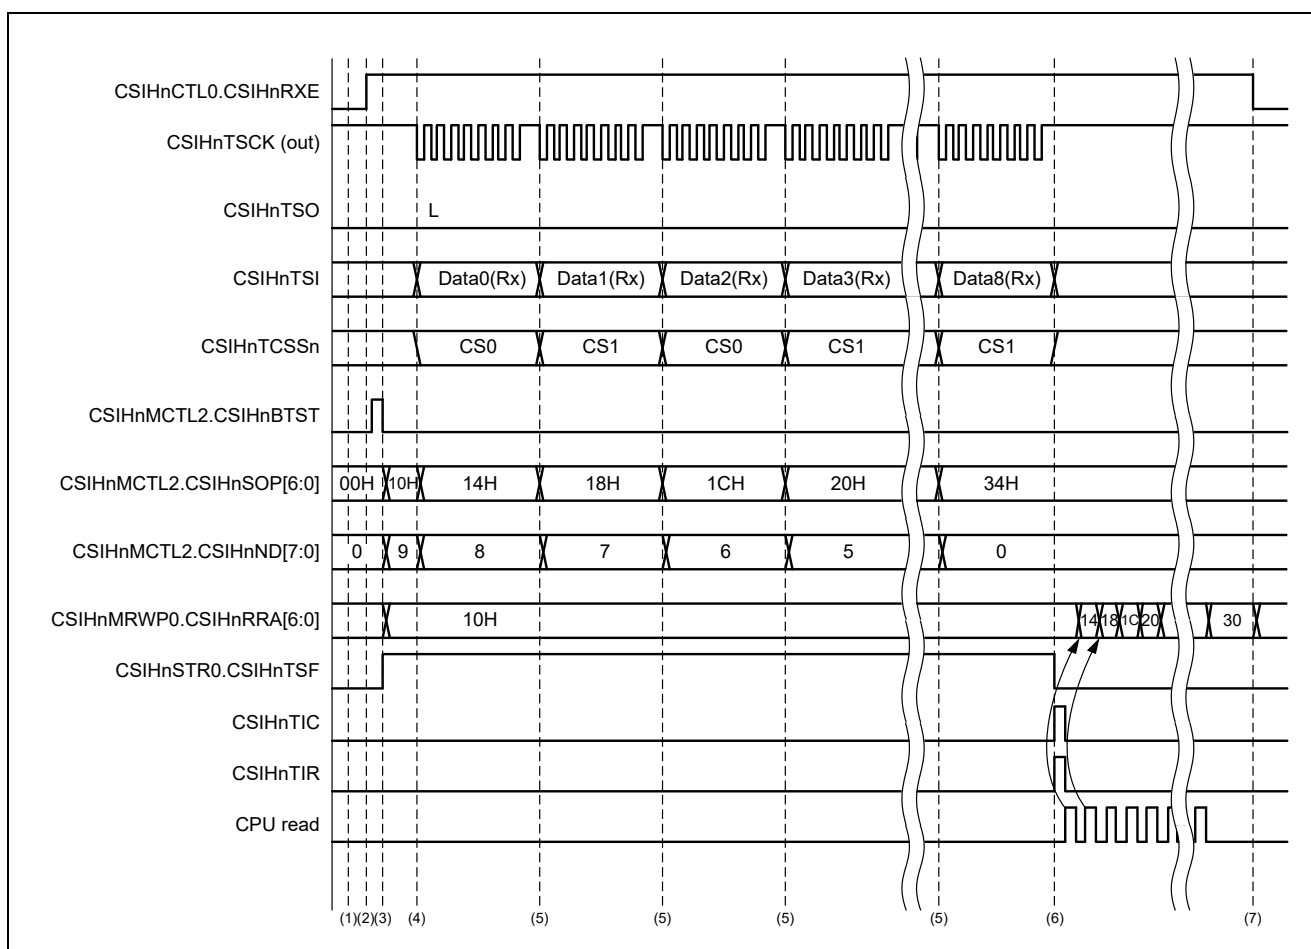 CSIHnCTL0.CSIHnRXE
CSIHnTSCK (out)
CSIHnTSO L
CSIHnTSI Data0(Rx) Data1(Rx) Data2(Rx) Data3(Rx) Data8(Rx)
CSIHnTCSSn CS0 CS1 CS0 CS1 CS1
CSIHnMCTL2.CSIHnBTST
CSIHnMCTL2.CSIHnSOP[6:0] 00H 10H 14H 18H 1CH 20H 34H
CSIHnMCTL2.CSIHnND[7:0] 0 9 8 7 6 5 0
CSIHnMRWP0.CSIHnRRA[6:0] 10H 14 18 1C 20 30
CSIHnSTR0.CSIHnTSF
CSIHnTIC
CSIHnTIR
CPU read
(1) (2) (3) (4) (5) (5) (5) (5) (6) (7)